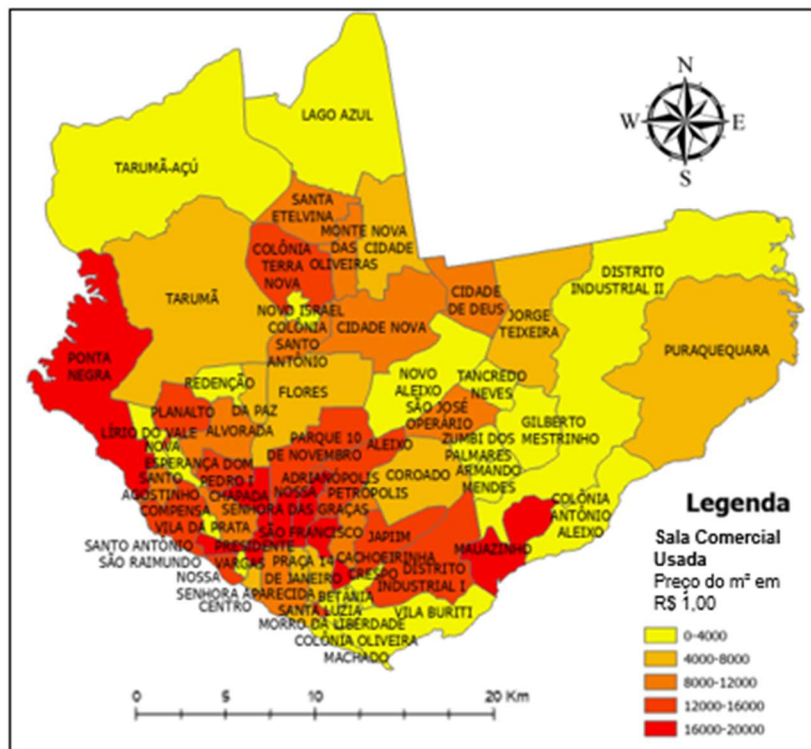 N
W
E
S
LAGO AZUL
TARUMÃ-AÇÚ
SANTA
ETELVINA
MONTE
DAS
OLIVEIRAS
NOVA
CIDADE
COLÔNIA
TERRA
NOVA
DISTRITO
INDUSTRIAL II
TARUMÃ
NOVO ISRAEL
COLÔNIA
SANTO
ANTÔNIO
CIDADE NOVA
CIDADE
DE DEUS
JORGE
TEIXEIRA
PURAQUEQUARA
PONTA
NEGRA
REDENÇÃO
FLORES
NOVO
ALEIXO
TANCREDO
NEVES
PLANALTO
DA PAZ
ALVORADA
SÃO JOSÉ
OPERÁRIO
GILBERTO
MESTRINHO
LÍRIO DO VALE
NOVA
ESPERANÇA
PARQUE 10
DE NOVEMBRO
ALEIXO
ZUMBI DOS
PALMARES
DOM
PEDRO I
SANTO
AGOSTINHO
ADRIANÓPOLIS
COROADO
ARMANDO
MENDES
CHAPADA
NOSSA
SENHORA DAS GRAÇAS
PETRÓPOLIS
COLÔNIA
ANTÔNIO
ALEIXO
COMPENSA
VILA DA PRATA
SÃO FRANCISCO
JAPIIM
MAUAZINHO
SANTO ANTÔNIO
SÃO RAIMUNDO
PRESIDENTE
VARGAS
PRAÇA 14
DE JANEIRO
CACHOEIRINHA
CRESPO
DISTRITO
INDUSTRIAL I
NOSSA
SENHORA APARECIDA
CENTRO
BETÂNIA
SANTA LUZIA
VILA BURITI
MORRO DA LIBERDADE
COLÔNIA OLIVEIRA
MACHADO
Legenda
Sala Comercial
Usada
Preço do m² em
R$ 1,00
0-4000
4000-8000
8000-12000
12000-16000
16000-20000
0 5 10 20 Km